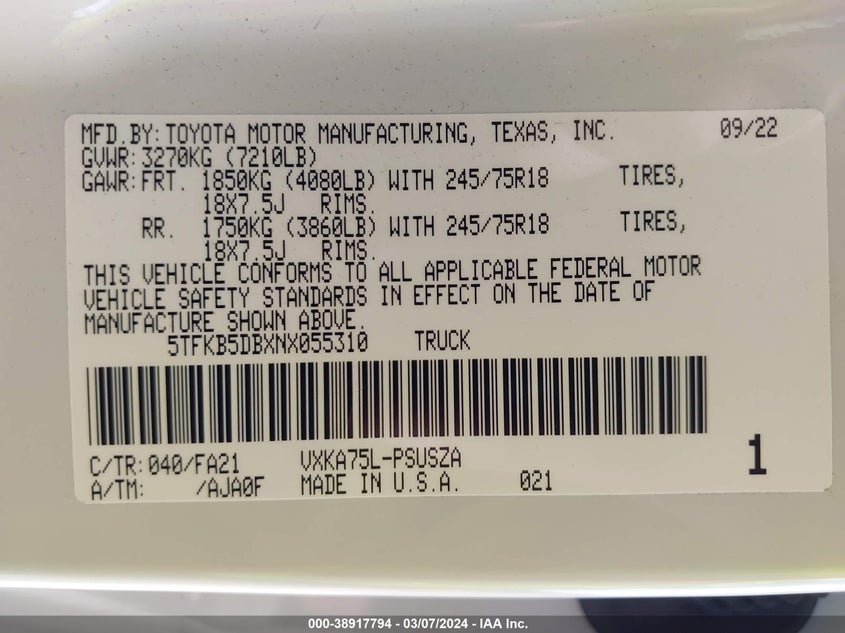 MFD. BY: TOYOTA MOTOR MANUFACTURING, TEXAS, INC. 09/22
GVWR: 3270KG (7210LB)
GAWR: FRT. 1850KG (4080LB) WITH 245/75R18 TIRES,
18X7.5J RIMS.
RR. 1750KG (3860LB) WITH 245/75R18 TIRES,
18X7.5J RIMS.
THIS VEHICLE CONFORMS TO ALL APPLICABLE FEDERAL MOTOR
VEHICLE SAFETY STANDARDS IN EFFECT ON THE DATE OF
MANUFACTURE SHOWN ABOVE.
5TFKB5DBXNX055310 TRUCK
C/TR: 040/FA21 VXKA75L-PSUSZA 1
A/TM: /AJA0F MADE IN U.S.A. 021
000-38917794 - 03/07/2024 - IAA Inc.